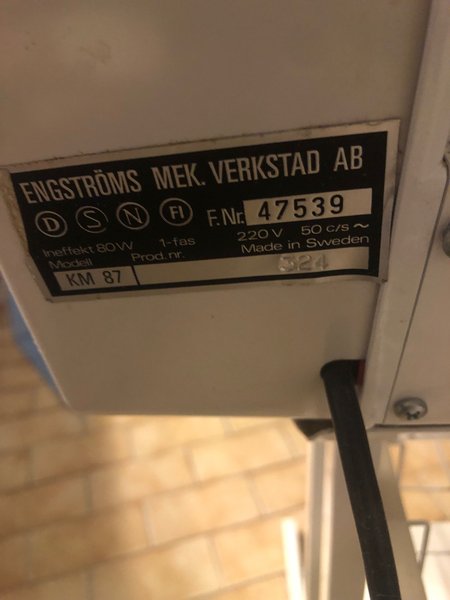 ENGSTRÖMS MEK. VERKSTAD AB
D S N FI F.Nr. 47539
Ineffekt 80W 1-fas 220 V 50 c/s ~
Modell Prod.nr. Made in Sweden
KM 87 324